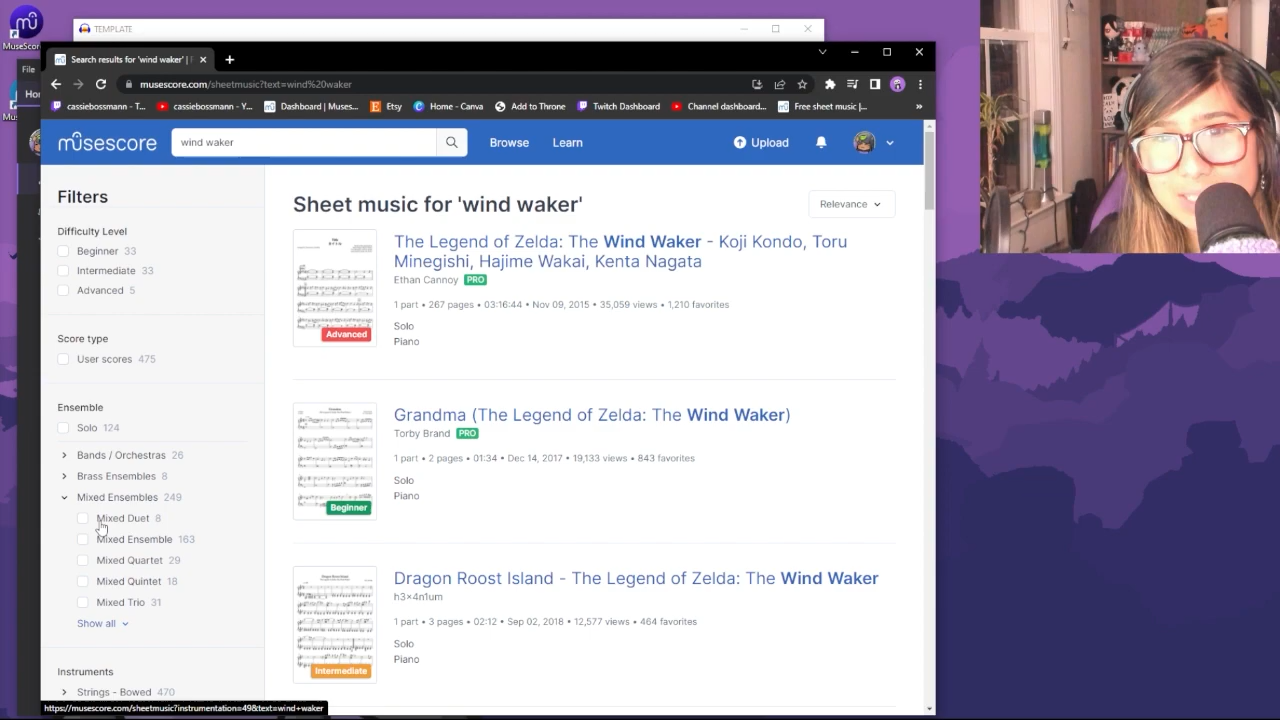 MuseScore
TEMPLATE
File
Search results for 'wind waker' |
Home
musescore.com/sheetmusic?text=wind%20waker
cassiebossmann - T...
cassiebossmann - Y...
Dashboard | Muses...
Etsy
Home - Canva
Add to Throne
Twitch Dashboard
Channel dashboard...
Free sheet music |...
»
musescore
wind waker
Browse
Learn
Upload
Filters
Sheet music for 'wind waker'
Relevance
Difficulty Level
Beginner 33
Intermediate 33
Advanced 5
Score type
User scores 475
Ensemble
Solo 124
Bands / Orchestras 26
Brass Ensembles 8
Mixed Ensembles 249
Mixed Duet 8
Mixed Ensemble 163
Mixed Quartet 29
Mixed Quintet 18
Mixed Trio 31
Show all
Instruments
Strings - Bowed 470
The Legend of Zelda: The Wind Waker - Koji Kondo, Toru
Minegishi, Hajime Wakai, Kenta Nagata
Ethan Cannoy PRO
1 part • 267 pages • 03:16:44 • Nov 09, 2015 • 35,059 views • 1,210 favorites
Solo
Piano
Advanced
Grandma (The Legend of Zelda: The Wind Waker)
Torby Brand PRO
1 part • 2 pages • 01:34 • Dec 14, 2017 • 19,133 views • 843 favorites
Solo
Piano
Beginner
Dragon Roost Island - The Legend of Zelda: The Wind Waker
h3×4n1um
1 part • 3 pages • 02:12 • Sep 02, 2018 • 12,577 views • 464 favorites
Solo
Piano
Intermediate
https://musescore.com/sheetmusic?instrumentation=49&text=wind+waker